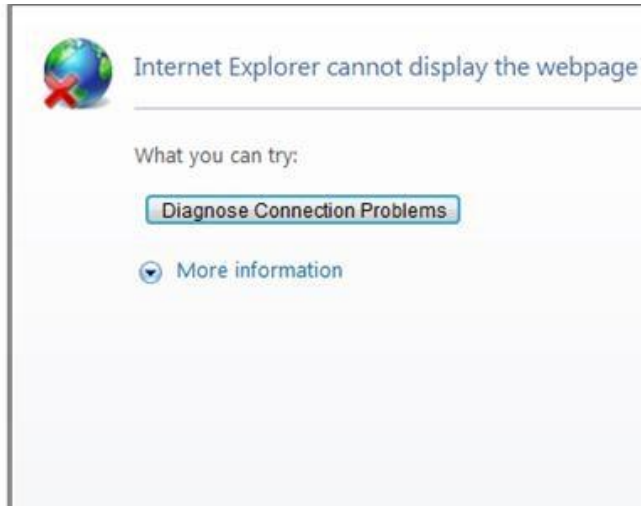 Internet Explorer cannot display the webpage
What you can try:
Diagnose Connection Problems
More information